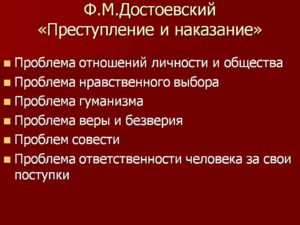 Ф.М.Достоевский
«Преступление и наказание»
Проблема отношений личности и общества
Проблема нравственного выбора
Проблема гуманизма
Проблема веры и безверия
Проблем совести
Проблема ответственности человека за свои
поступки